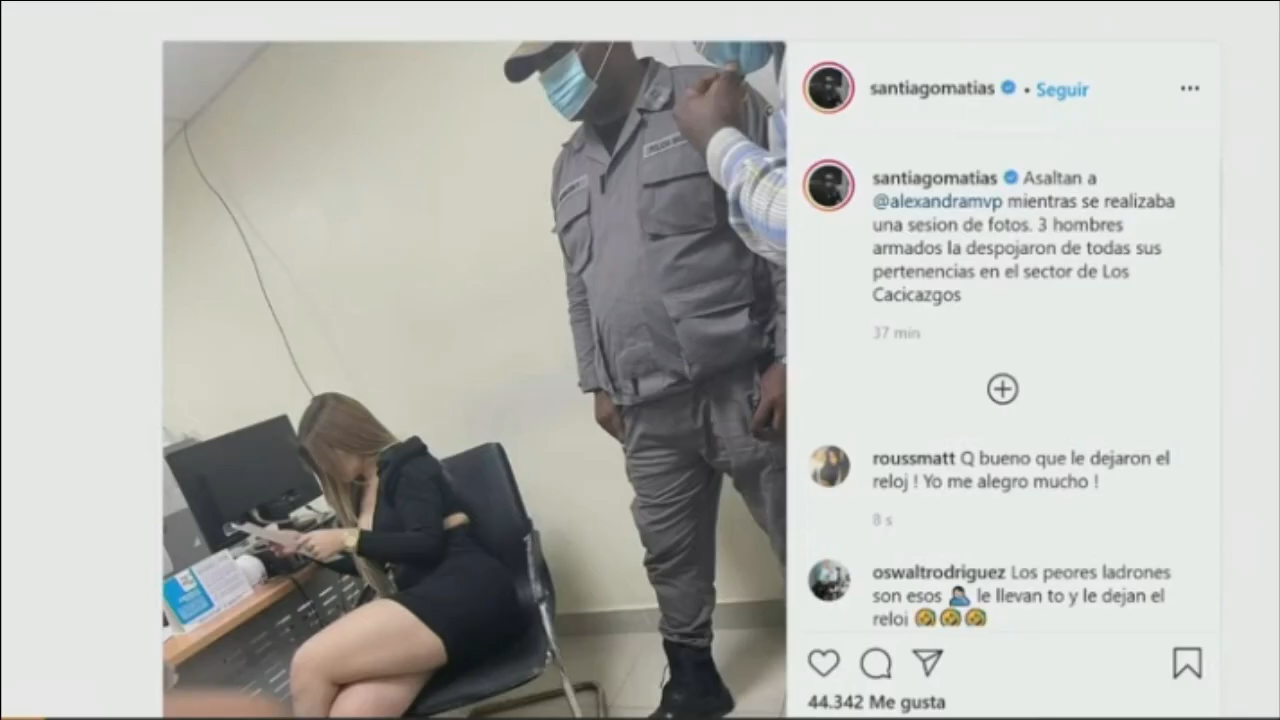 santiagomatias • Seguir
santiagomatias Asaltan a
@alexandramvp mientras se realizaba
una sesion de fotos. 3 hombres
armados la despojaron de todas sus
pertenencias en el sector de Los
Cacicazgos
37 min
roussmatt Q bueno que le dejaron el
reloj ! Yo me alegro mucho !
8 s
oswaltrodriguez Los peores ladrones
son esos 🤦🏻‍♂️ le llevan to y le dejan el
reloj 🤣🤣🤣
44.342 Me gusta